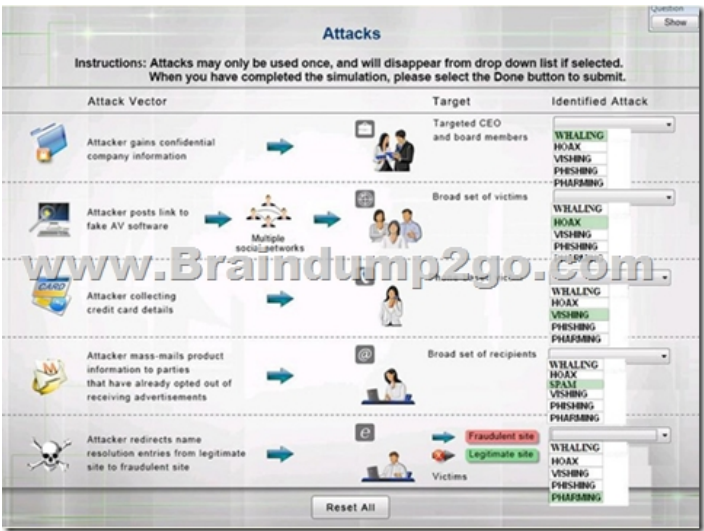 Question
Show
Attacks
Instructions: Attacks may only be used once, and will disappear from drop down list if selected.
When you have completed the simulation, please select the Done button to submit.
Attack Vector
Target
Identified Attack
Attacker gains confidential
company information
Targeted CEO
and board members
WHALING
HOAX
VISHING
PHISHING
PHARMING
Attacker posts link to
fake AV software
Multiple
social networks
Broad set of victims
WHALING
HOAX
VISHING
PHISHING
PHARMING
www.Braindump2go.com
CARD
Attacker collecting
credit card details
WHALING
HOAX
VISHING
PHISHING
PHARMING
Attacker mass-mails product
information to parties
that have already opted out of
receiving advertisements
@
Broad set of recipients
WHALING
HOAX
SPAM
VISHING
PHISHING
PHARMING
Attacker redirects name
resolution entries from legitimate
site to fraudulent site
e
Fraudulent site
Legitimate site
Victims
WHALING
HOAX
VISHING
PHISHING
PHARMING
Reset All